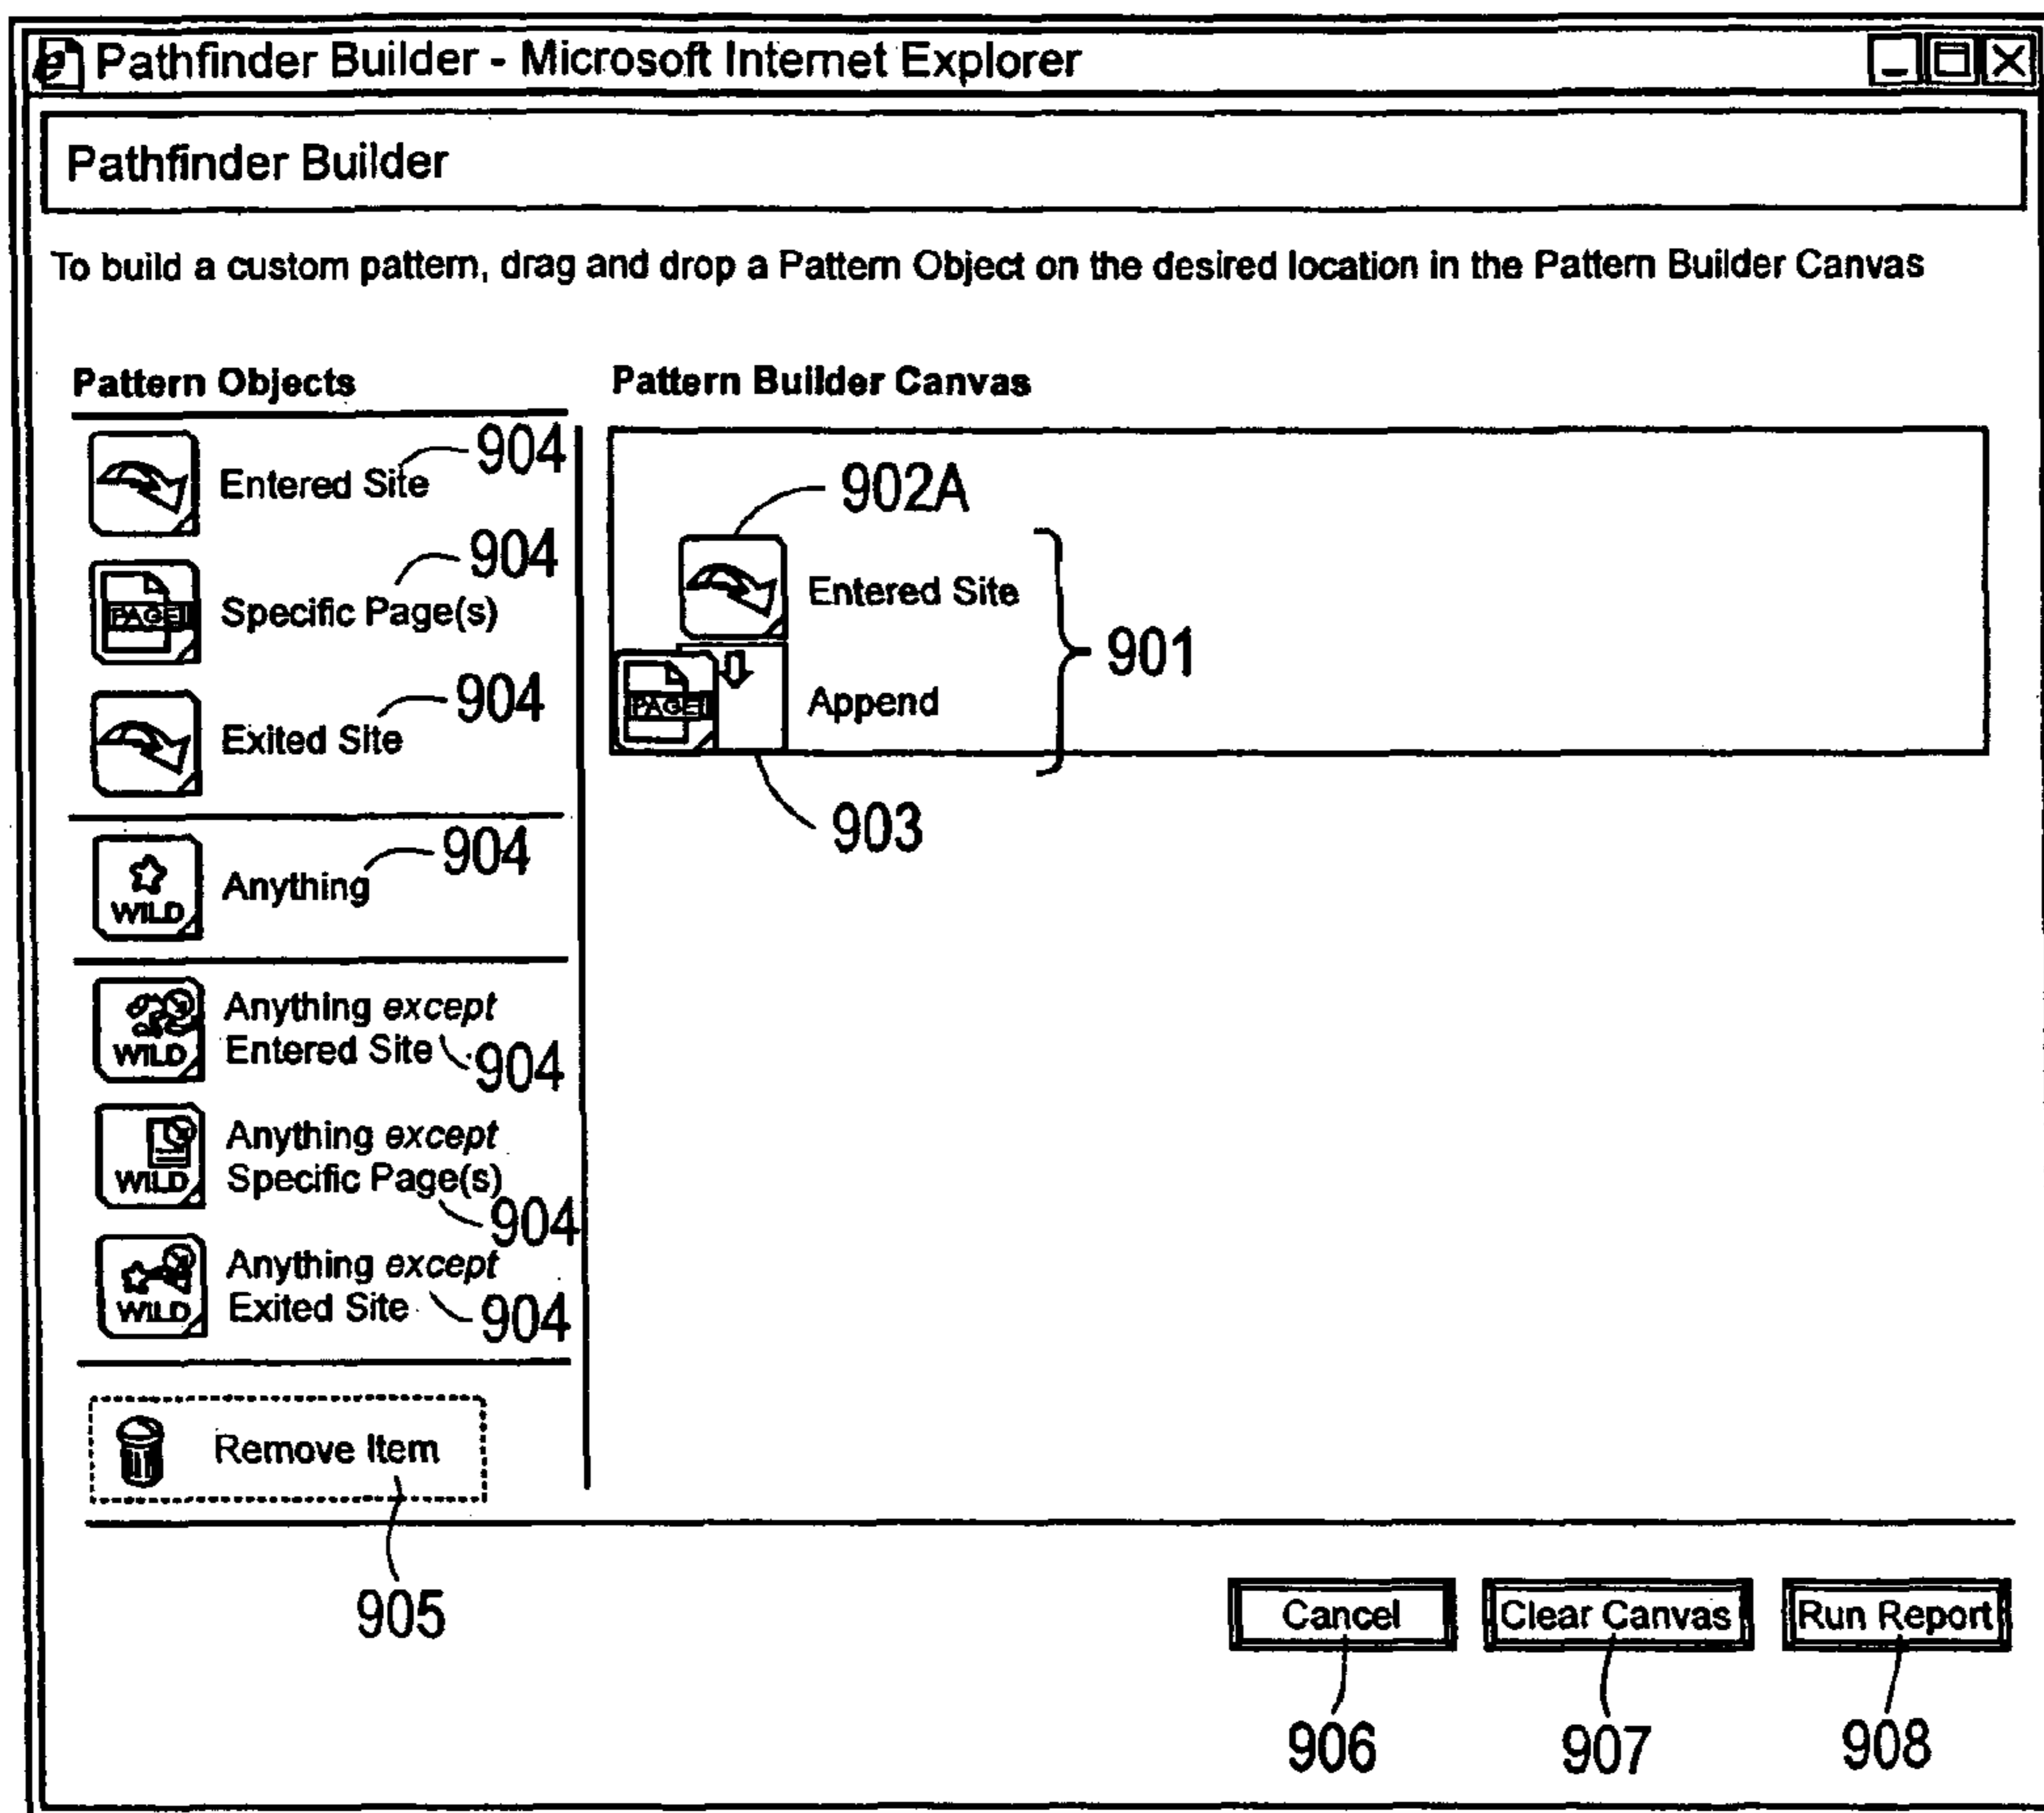 Pathfinder Builder - Microsoft Internet Explorer
Pathfinder Builder
To build a custom pattern, drag and drop a Pattern Object on the desired location in the Pattern Builder Canvas
Pattern Objects
Entered Site
904
PAGE
Specific Page(s)
904
Exited Site
904
WILD
Anything
904
WILD
Anything except
Entered Site
904
WILD
Anything except
Specific Page(s)
904
WILD
Anything except
Exited Site
904
Remove Item
905
Pattern Builder Canvas
902A
Entered Site
901
PAGE
Append
903
Cancel
Clear Canvas
Run Report
906
907
908